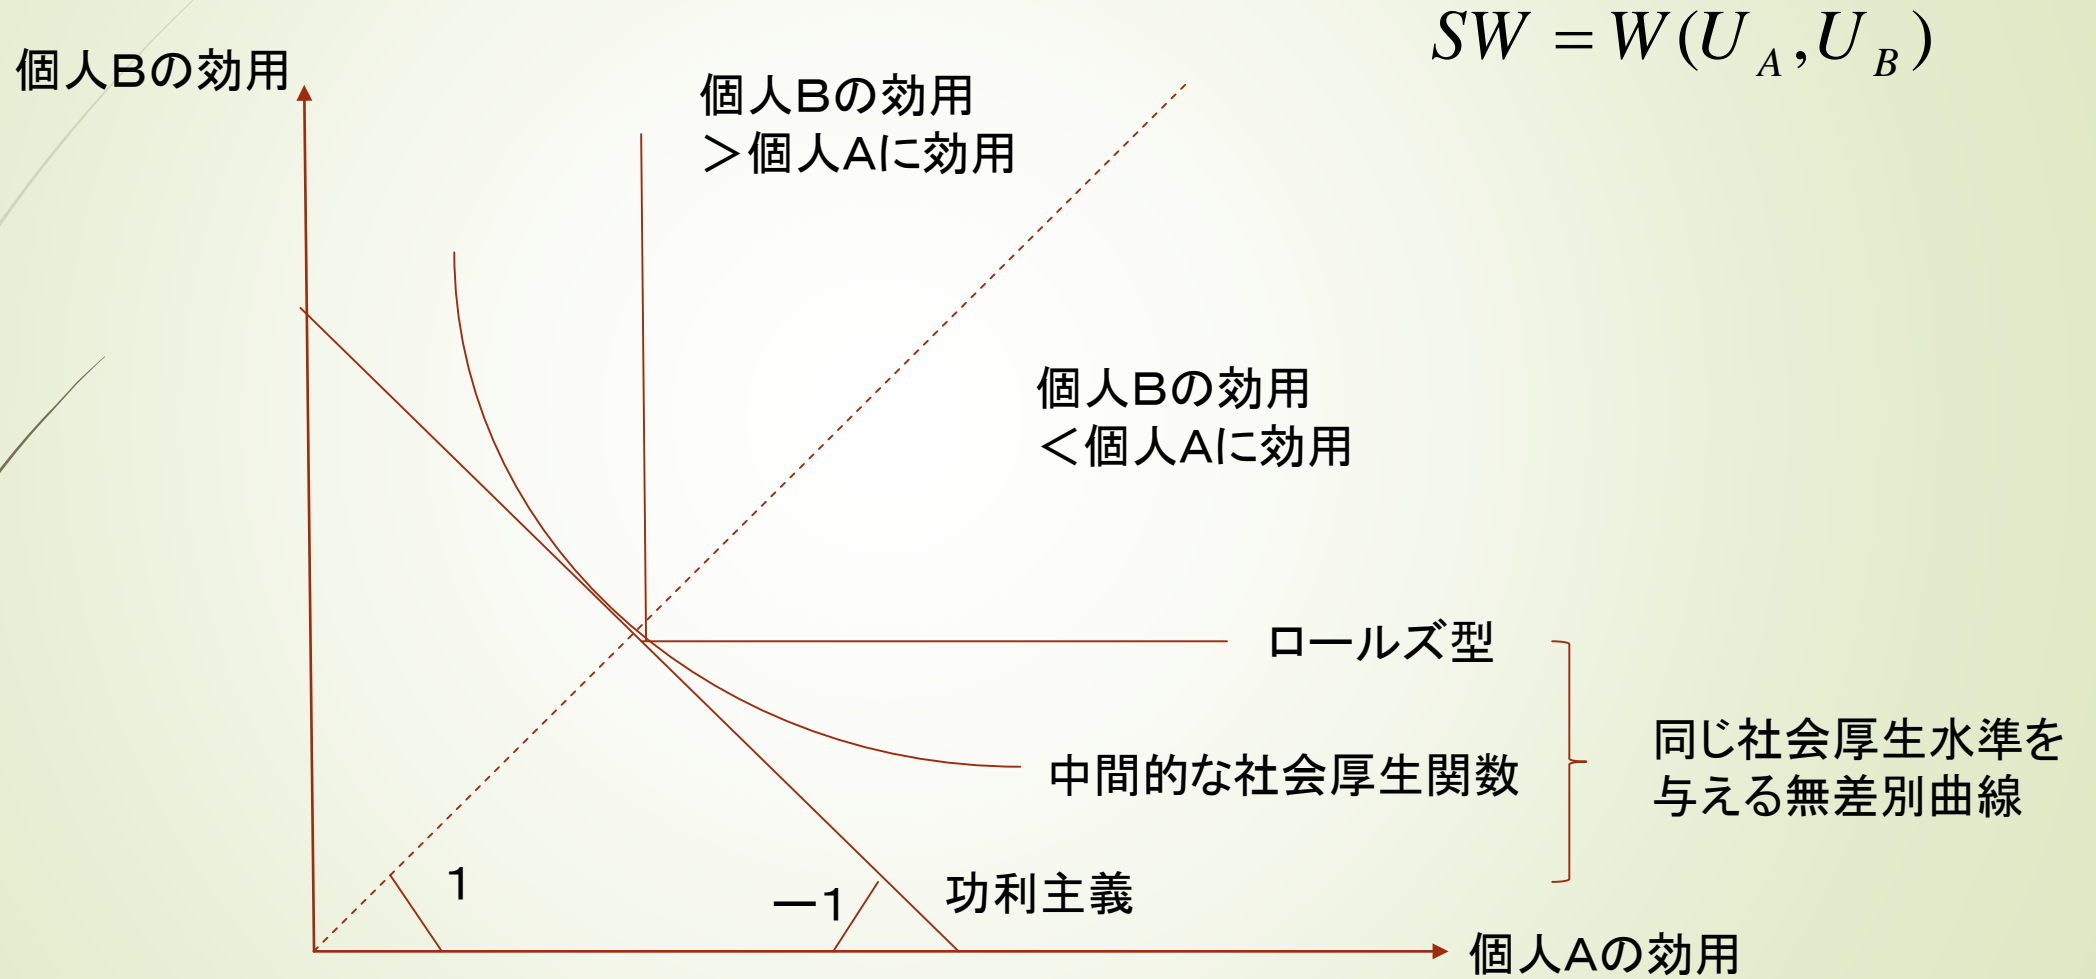 SW = W(U_A, U_B)
個人Bの効用
個人Bの効用
＞個人Aに効用
個人Bの効用
＜個人Aに効用
ロールズ型
中間的な社会厚生関数
同じ社会厚生水準を
与える無差別曲線
1
－1
功利主義
個人Aの効用